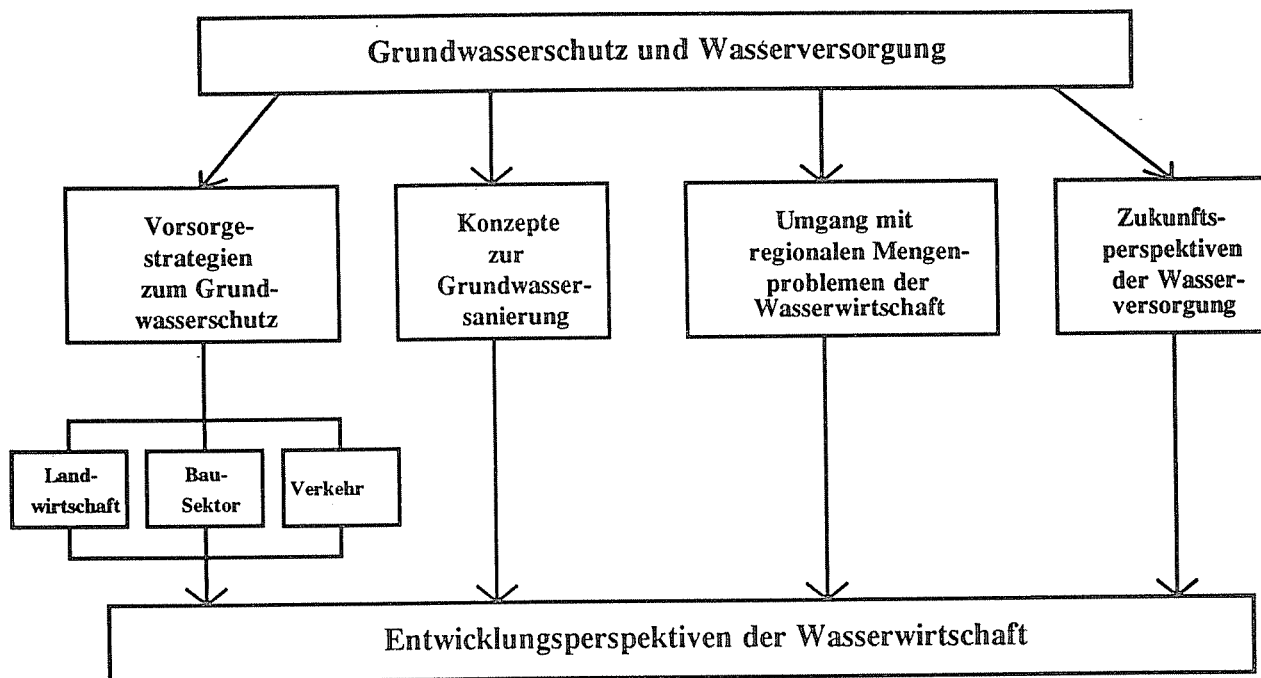 Grundwasserschutz und Wasserversorgung
Vorsorge-
strategien
zum Grund-
wasserschutz
Konzepte
zur
Grundwasser-
sanierung
Umgang mit
regionalen Mengen-
problemen der
Wasserwirtschaft
Zukunfts-
perspektiven
der Wasser-
versorgung
Land-
wirtschaft
Bau-
Sektor
Verkehr
Entwicklungsperspektiven der Wasserwirtschaft